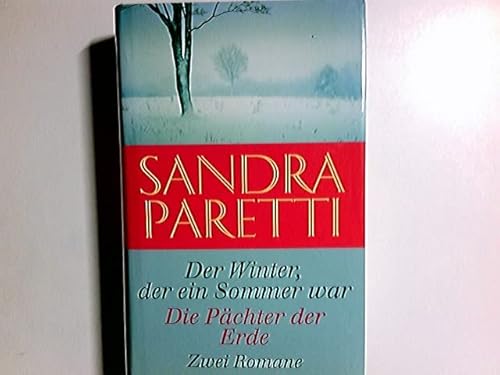 SANDRA
PARETTI
Der Winter,
der ein Sommer war
Die Pächter der
Erde
Zwei Romane